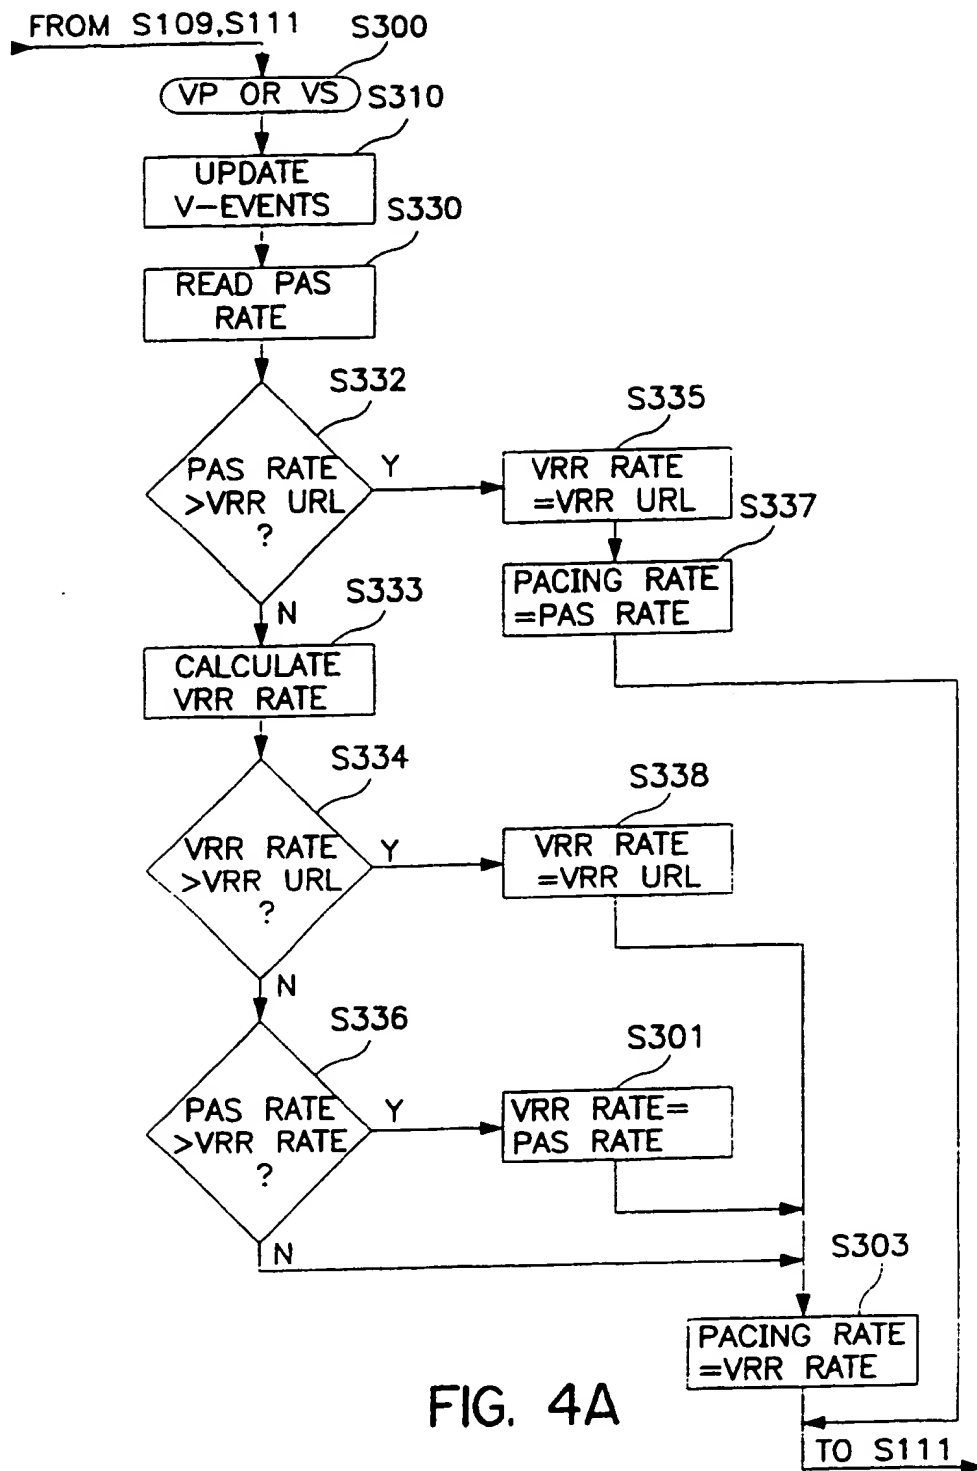 FROM S109,S111
S300
VP OR VS
S310
UPDATE
V-EVENTS
S330
READ PAS
RATE
S332
PAS RATE
>VRR URL
?
Y
N
S335
VRR RATE
=VRR URL
S337
PACING RATE
=PAS RATE
S333
CALCULATE
VRR RATE
S334
VRR RATE
>VRR URL
?
Y
N
S338
VRR RATE
=VRR URL
S336
PAS RATE
>VRR RATE
?
Y
N
S301
VRR RATE=
PAS RATE
S303
PACING RATE
=VRR RATE
TO S111
FIG. 4A